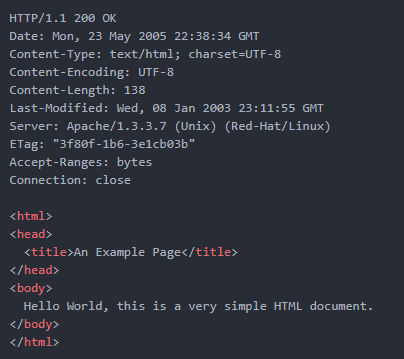 HTTP/1.1 200 OK
Date: Mon, 23 May 2005 22:38:34 GMT
Content-Type: text/html; charset=UTF-8
Content-Encoding: UTF-8
Content-Length: 138
Last-Modified: Wed, 08 Jan 2003 23:11:55 GMT
Server: Apache/1.3.3.7 (Unix) (Red-Hat/Linux)
ETag: "3f80f-1b6-3e1cb03b"
Accept-Ranges: bytes
Connection: close

<html>
<head>
  <title>An Example Page</title>
</head>
<body>
  Hello World, this is a very simple HTML document.
</body>
</html>